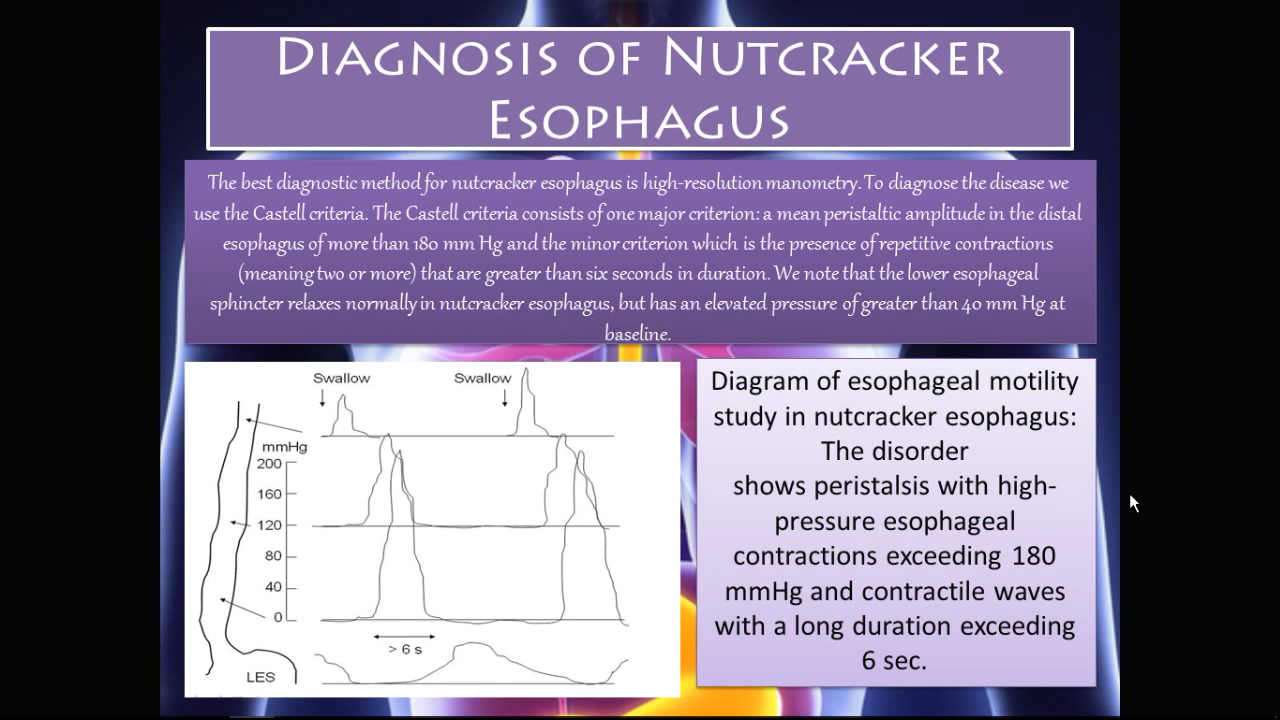 DIAGNOSIS OF NUTCRACKER
ESOPHAGUS
The best diagnostic method for nutcracker esophagus is high-resolution manometry. To diagnose the disease we
use the Castell criteria. The Castell criteria consists of one major criterion: a mean peristaltic amplitude in the distal
esophagus of more than 180 mm Hg and the minor criterion which is the presence of repetitive contractions
(meaning two or more) that are greater than six seconds in duration. We note that the lower esophageal
sphincter relaxes normally in nutcracker esophagus, but has an elevated pressure of greater than 40 mm Hg at
baseline.
Swallow
Swallow
mmHg
200
160
120
80
40
0
> 6 s
LES
Diagram of esophageal motility
study in nutcracker esophagus:
The disorder
shows peristalsis with high-
pressure esophageal
contractions exceeding 180
mmHg and contractile waves
with a long duration exceeding
6 sec.